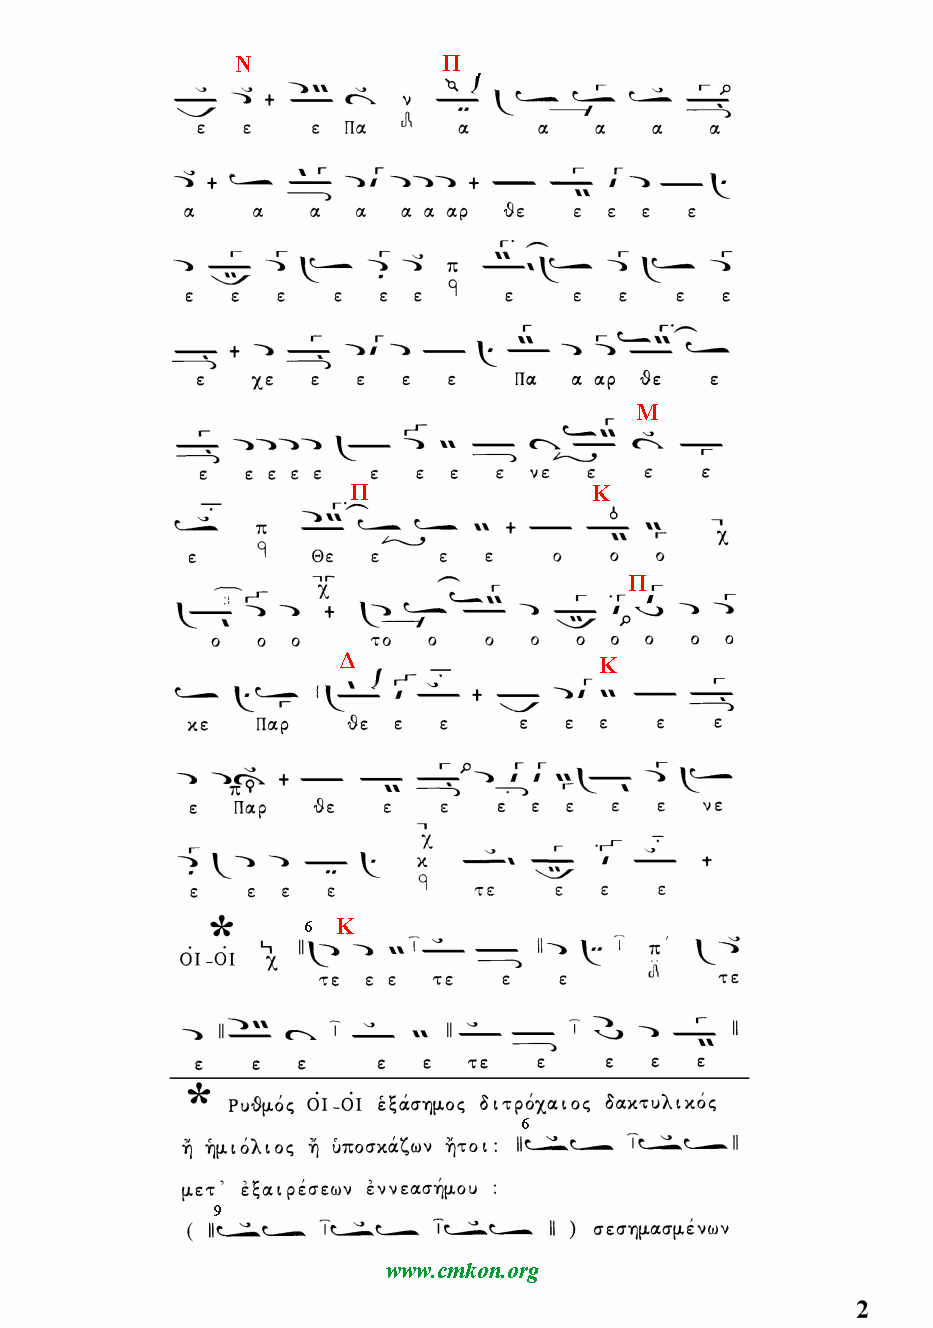 Ν Π
ε ε ε Πα ν α α α α α
α α α α α α αρ θε ε ε ε ε
π
ε ε ε ε ε ε ε ε ε ε ε
ε χε ε ε ε ε Πα α αρ θε ε
Μ
ε ε ε ε ε ε ε ε ε νε ε ε ε
Π Κ
π χ
ε Θε ε ε ε ο ο ο
χ Π
ο ο ο το ο ο ο ο ο ο ο ο
Δ Κ
κε Παρ θε ε ε ε ε ε ε ε
π
ε Παρ θε ε ε ε ε ε ε ε νε
χ
κ
ε ε ε ε τε ε ε ε
* 6 Κ
ΟΙ-ΟΙ χ π΄
τε ε ε τε ε ε τε
ε ε ε ε ε τε ε ε ε ε
* Ρυθμός ΟΙ-ΟΙ ἑξάσημος διτρόχαιος δακτυλικός
6
ἤ ἡμιόλιος ἤ ὑποσκάζων ἤτοι:
μετ' ἐξαιρέσεων ἐννεασήμου :
9
( ) σεσημασμένων
www.cmkon.org
2